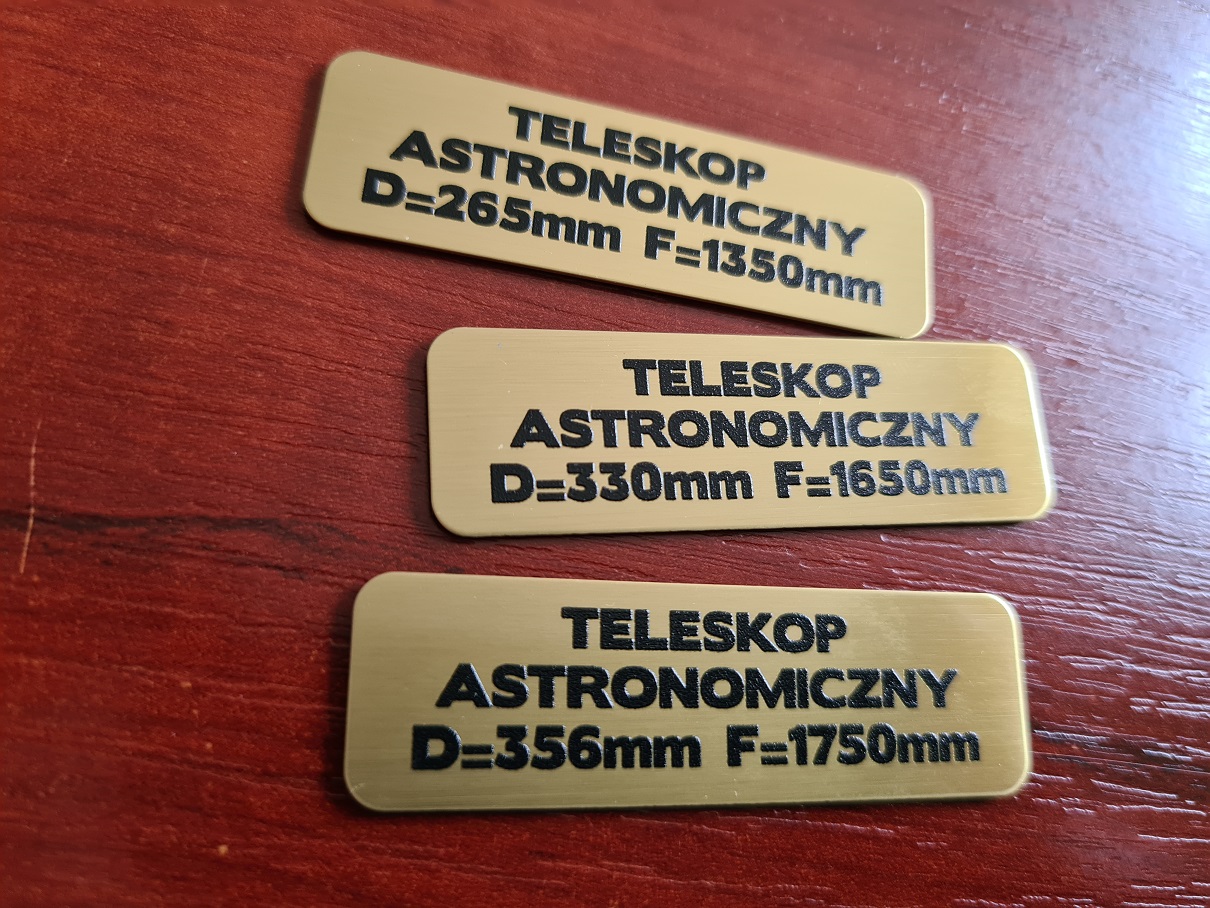 TELESKOP
ASTRONOMICZNY
D=265mm F=1350mm
TELESKOP
ASTRONOMICZNY
D=330mm F=1650mm
TELESKOP
ASTRONOMICZNY
D=356mm F=1750mm